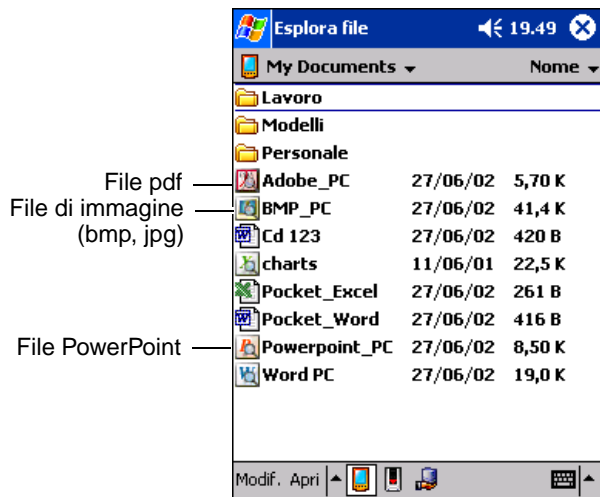 Esplora file 19.49
My Documents Nome
Lavoro
Modelli
Personale
File pdf Adobe_PC 27/06/02 5,70 K
File di immagine BMP_PC 27/06/02 41,4 K
(bmp, jpg) Cd 123 27/06/02 420 B
charts 11/06/01 22,5 K
Pocket_Excel 27/06/02 261 B
Pocket_Word 27/06/02 416 B
File PowerPoint Powerpoint_PC 27/06/02 8,50 K
Word PC 27/06/02 19,0 K
Modif. Apri